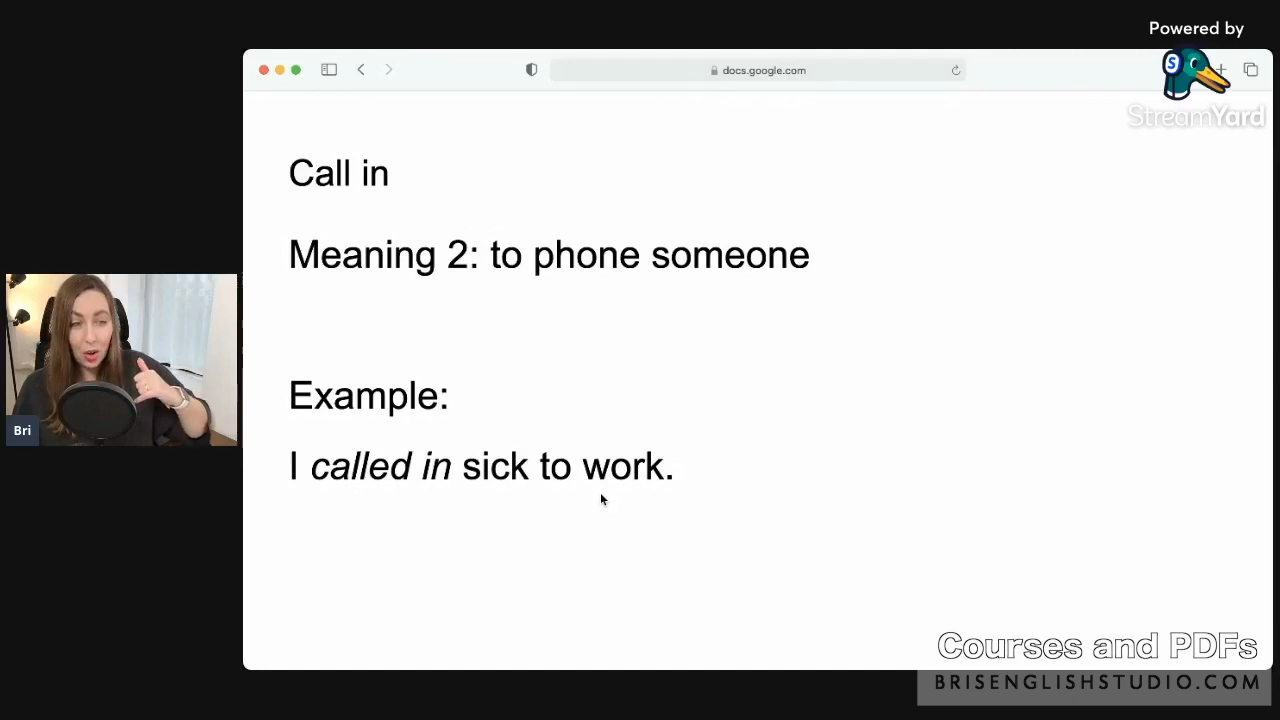 Powered by
S
StreamYard
docs.google.com
Call in
Meaning 2: to phone someone
Example:
I called in sick to work.
Bri
Courses and PDFs
BRISENGLISHSTUDIO.COM